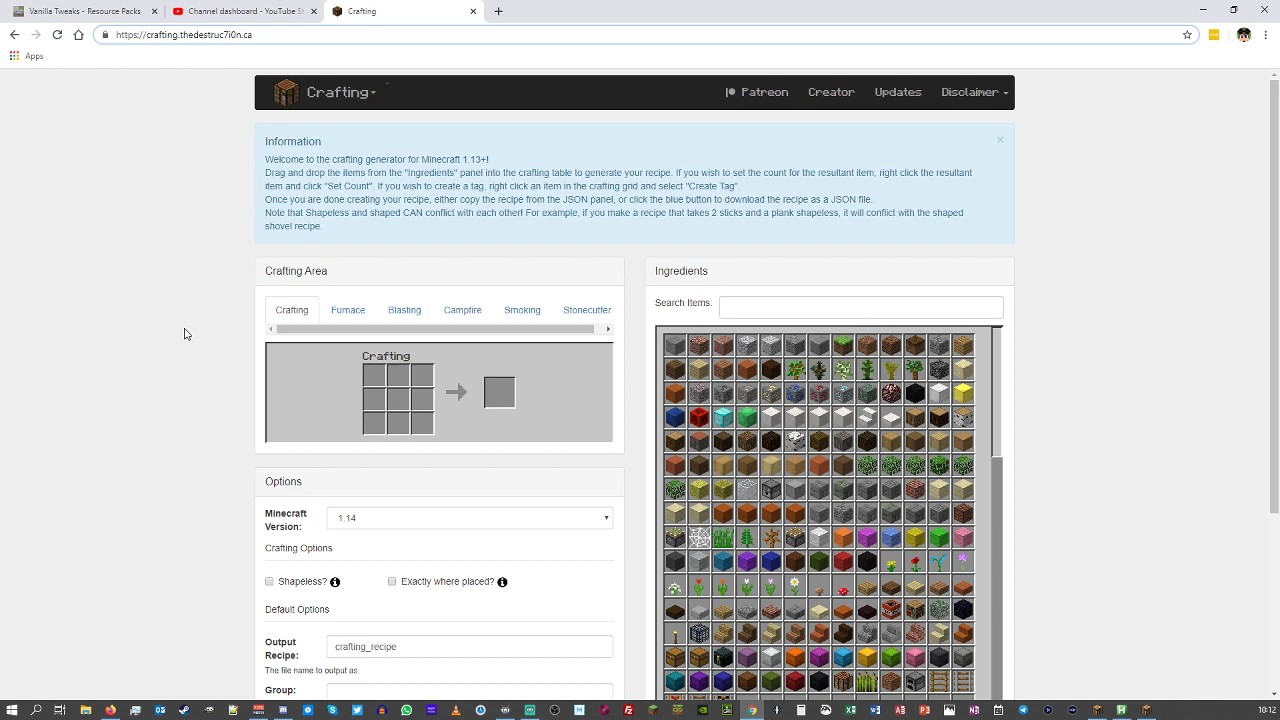 Vanilla Tweaks - Resource Packs
Channel dashboard - YouTube St
Crafting
https://crafting.thedestruc7i0n.ca
Apps
Crafting
Patreon
Creator
Updates
Disclaimer
Information
Welcome to the crafting generator for Minecraft 1.13+!
Drag and drop the items from the "Ingredients" panel into the crafting table to generate your recipe. If you wish to set the count for the resultant item, right click the resultant
item and click "Set Count". If you wish to create a tag, right click an item in the crafting grid and select "Create Tag".
Once you are done creating your recipe, either copy the recipe from the JSON panel, or click the blue button to download the recipe as a JSON file.
Note that Shapeless and shaped CAN conflict with each other! For example, if you make a recipe that takes 2 sticks and a plank shapeless, it will conflict with the shaped
shovel recipe.
Crafting Area
Crafting
Furnace
Blasting
Campfire
Smoking
Stonecutter
Crafting
Ingredients
Search Items:
Options
Minecraft
Version:
1.14
Crafting Options
Shapeless?
Exactly where placed?
Default Options
Output
Recipe:
crafting_recipe
The file name to output as.
Group:
10:12